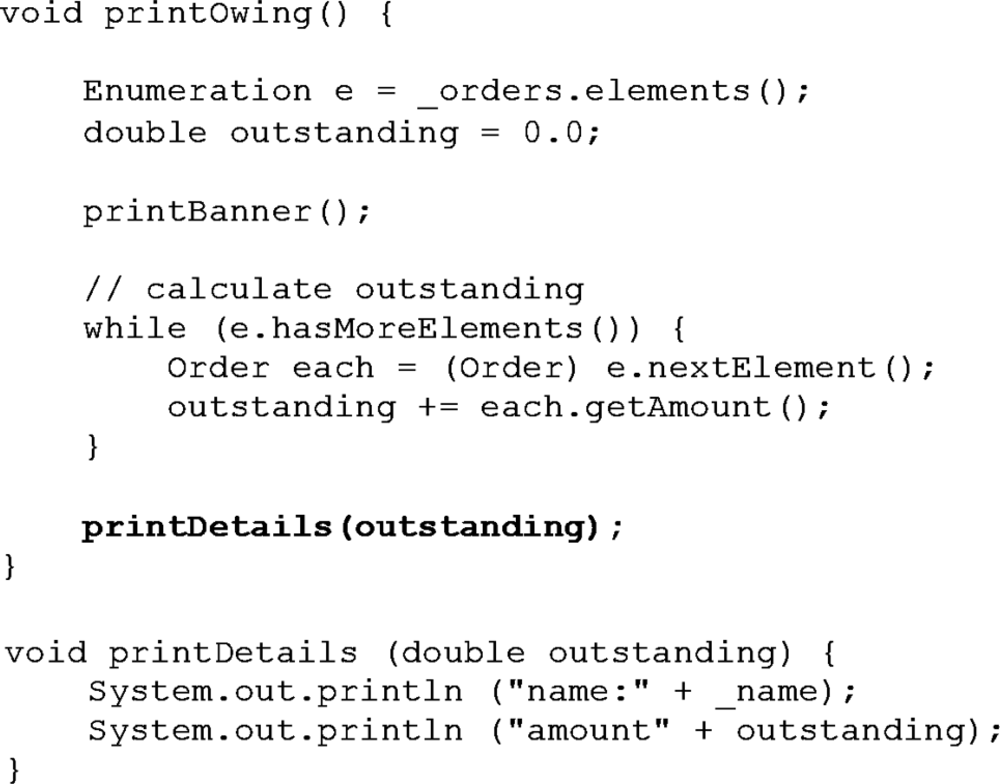 void printOwing() {
Enumeration e = _orders.elements();
double outstanding = 0.0;
printBanner();
// calculate outstanding
while (e.hasMoreElements()) {
Order each = (Order) e.nextElement();
outstanding += each.getAmount();
}
printDetails(outstanding);
}
void printDetails (double outstanding) {
System.out.println ("name:" + _name);
System.out.println ("amount" + outstanding);
}